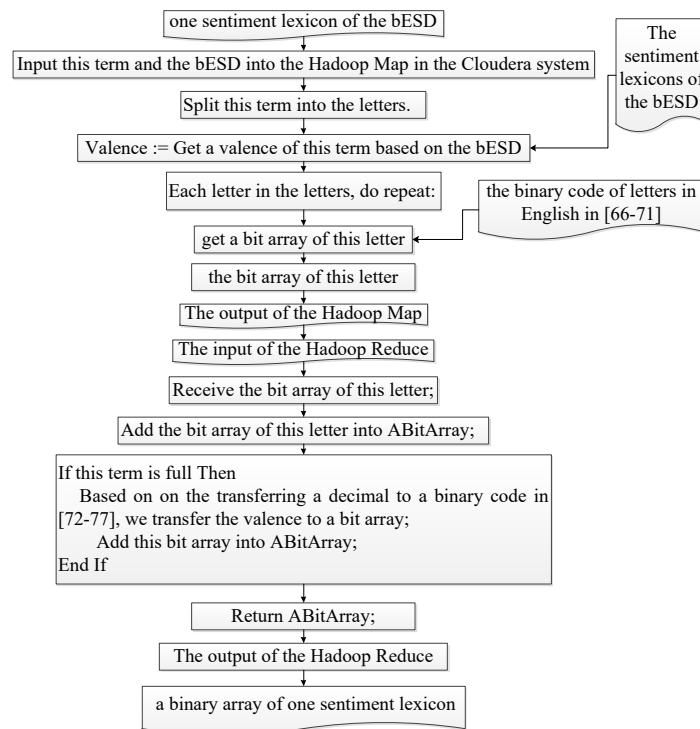 one sentiment lexicon of the bESD
Input this term and the bESD into the Hadoop Map in the Cloudera system
The
sentiment
lexicons of
the bESD
Split this term into the letters.
Valence := Get a valence of this term based on the bESD
Each letter in the letters, do repeat:
the binary code of letters in
English in [66-71]
get a bit array of this letter
the bit array of this letter
The output of the Hadoop Map
The input of the Hadoop Reduce
Receive the bit array of this letter;
Add the bit array of this letter into ABitArray;
If this term is full Then
Based on on the transferring a decimal to a binary code in
[72-77], we transfer the valence to a bit array;
Add this bit array into ABitArray;
End If
Return ABitArray;
The output of the Hadoop Reduce
a binary array of one sentiment lexicon